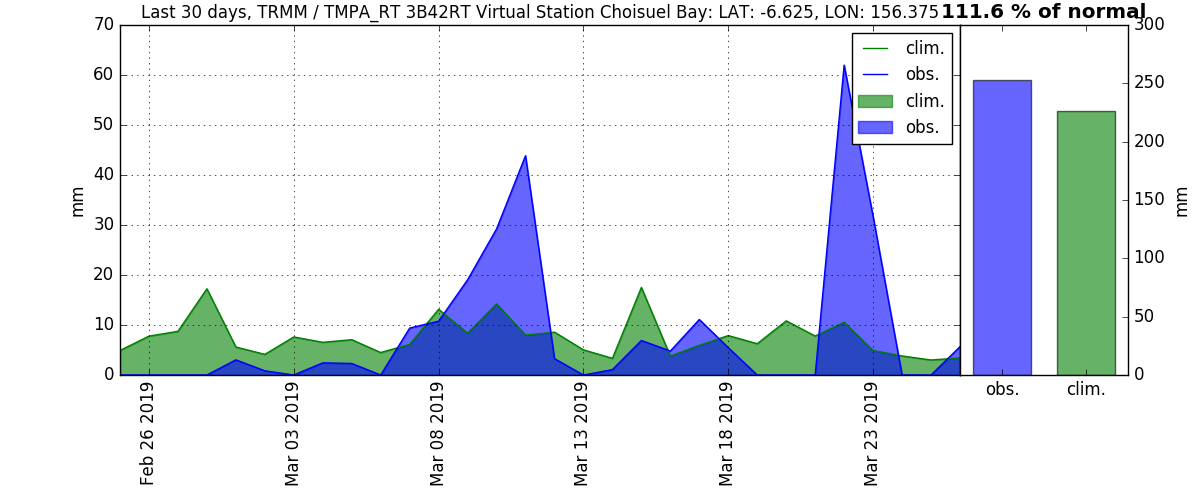 Last 30 days, TRMM / TMPA_RT 3B42RT Virtual Station Choisuel Bay: LAT: -6.625, LON: 156.375
111.6 % of normal
70
60
50
40
30
20
10
0
mm
clim.
obs.
clim.
obs.
Feb 26 2019
Mar 03 2019
Mar 08 2019
Mar 13 2019
Mar 18 2019
Mar 23 2019
300
250
200
150
100
50
0
mm
obs.
clim.